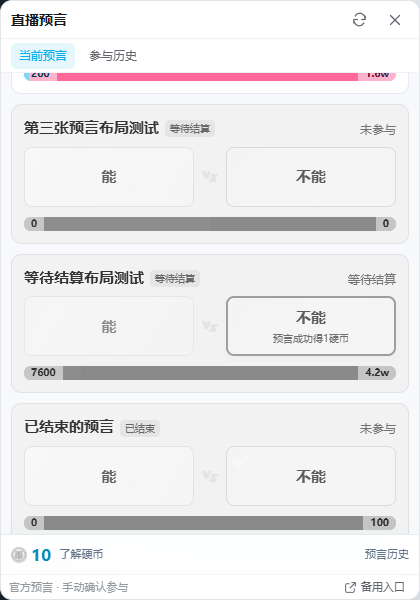 直播预言
当前预言 参与历史
200 1.6w
第三张预言布局测试 等待结算 未参与
能 vs 不能
0 0
等待结算布局测试 等待结算 等待结算
能 vs 不能
预言成功得1硬币
7600 4.2w
已结束的预言 已结束 未参与
能 vs 不能
0 100
10 了解硬币 预言历史
官方预言 · 手动确认参与 备用入口